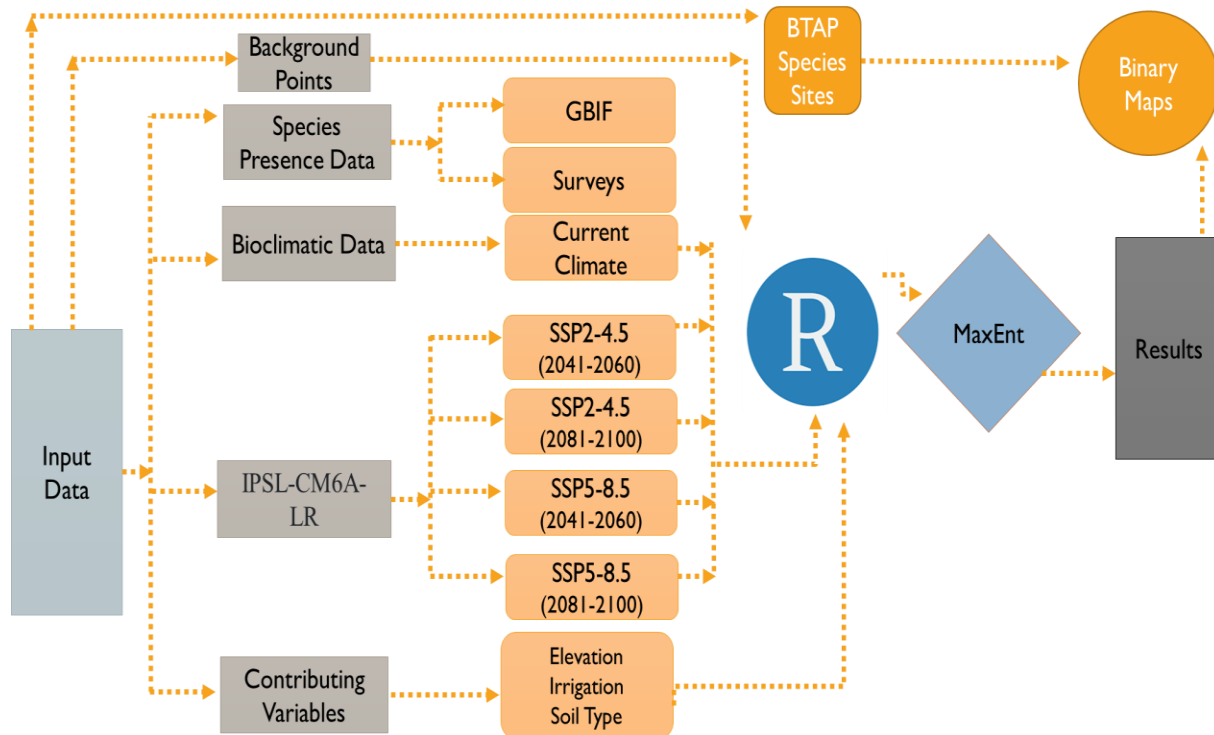 BTAP
Species
Sites
Background
Points
Binary
Maps
GBIF
Species
Presence Data
Surveys
Bioclimatic Data
Current
Climate
R
SSP2-4.5
(2041-2060)
MaxEnt
Results
SSP2-4.5
(2081-2100)
Input
Data
IPSL-CM6A-
LR
SSP5-8.5
(2041-2060)
SSP5-8.5
(2081-2100)
Contributing
Variables
Elevation
Irrigation
Soil Type